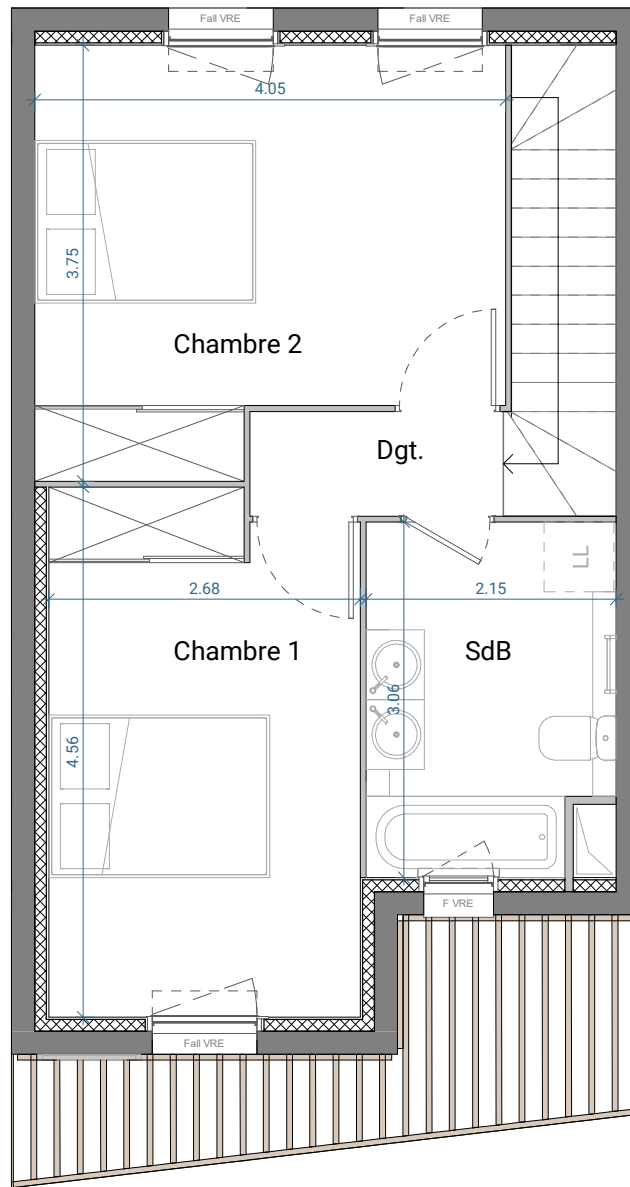 Fall VRE
Fall VRE
4.05
3.75
Chambre 2
Dgt.
LL
2.68
2.15
Chambre 1
SdB
3.06
4.56
F VRE
Fall VRE